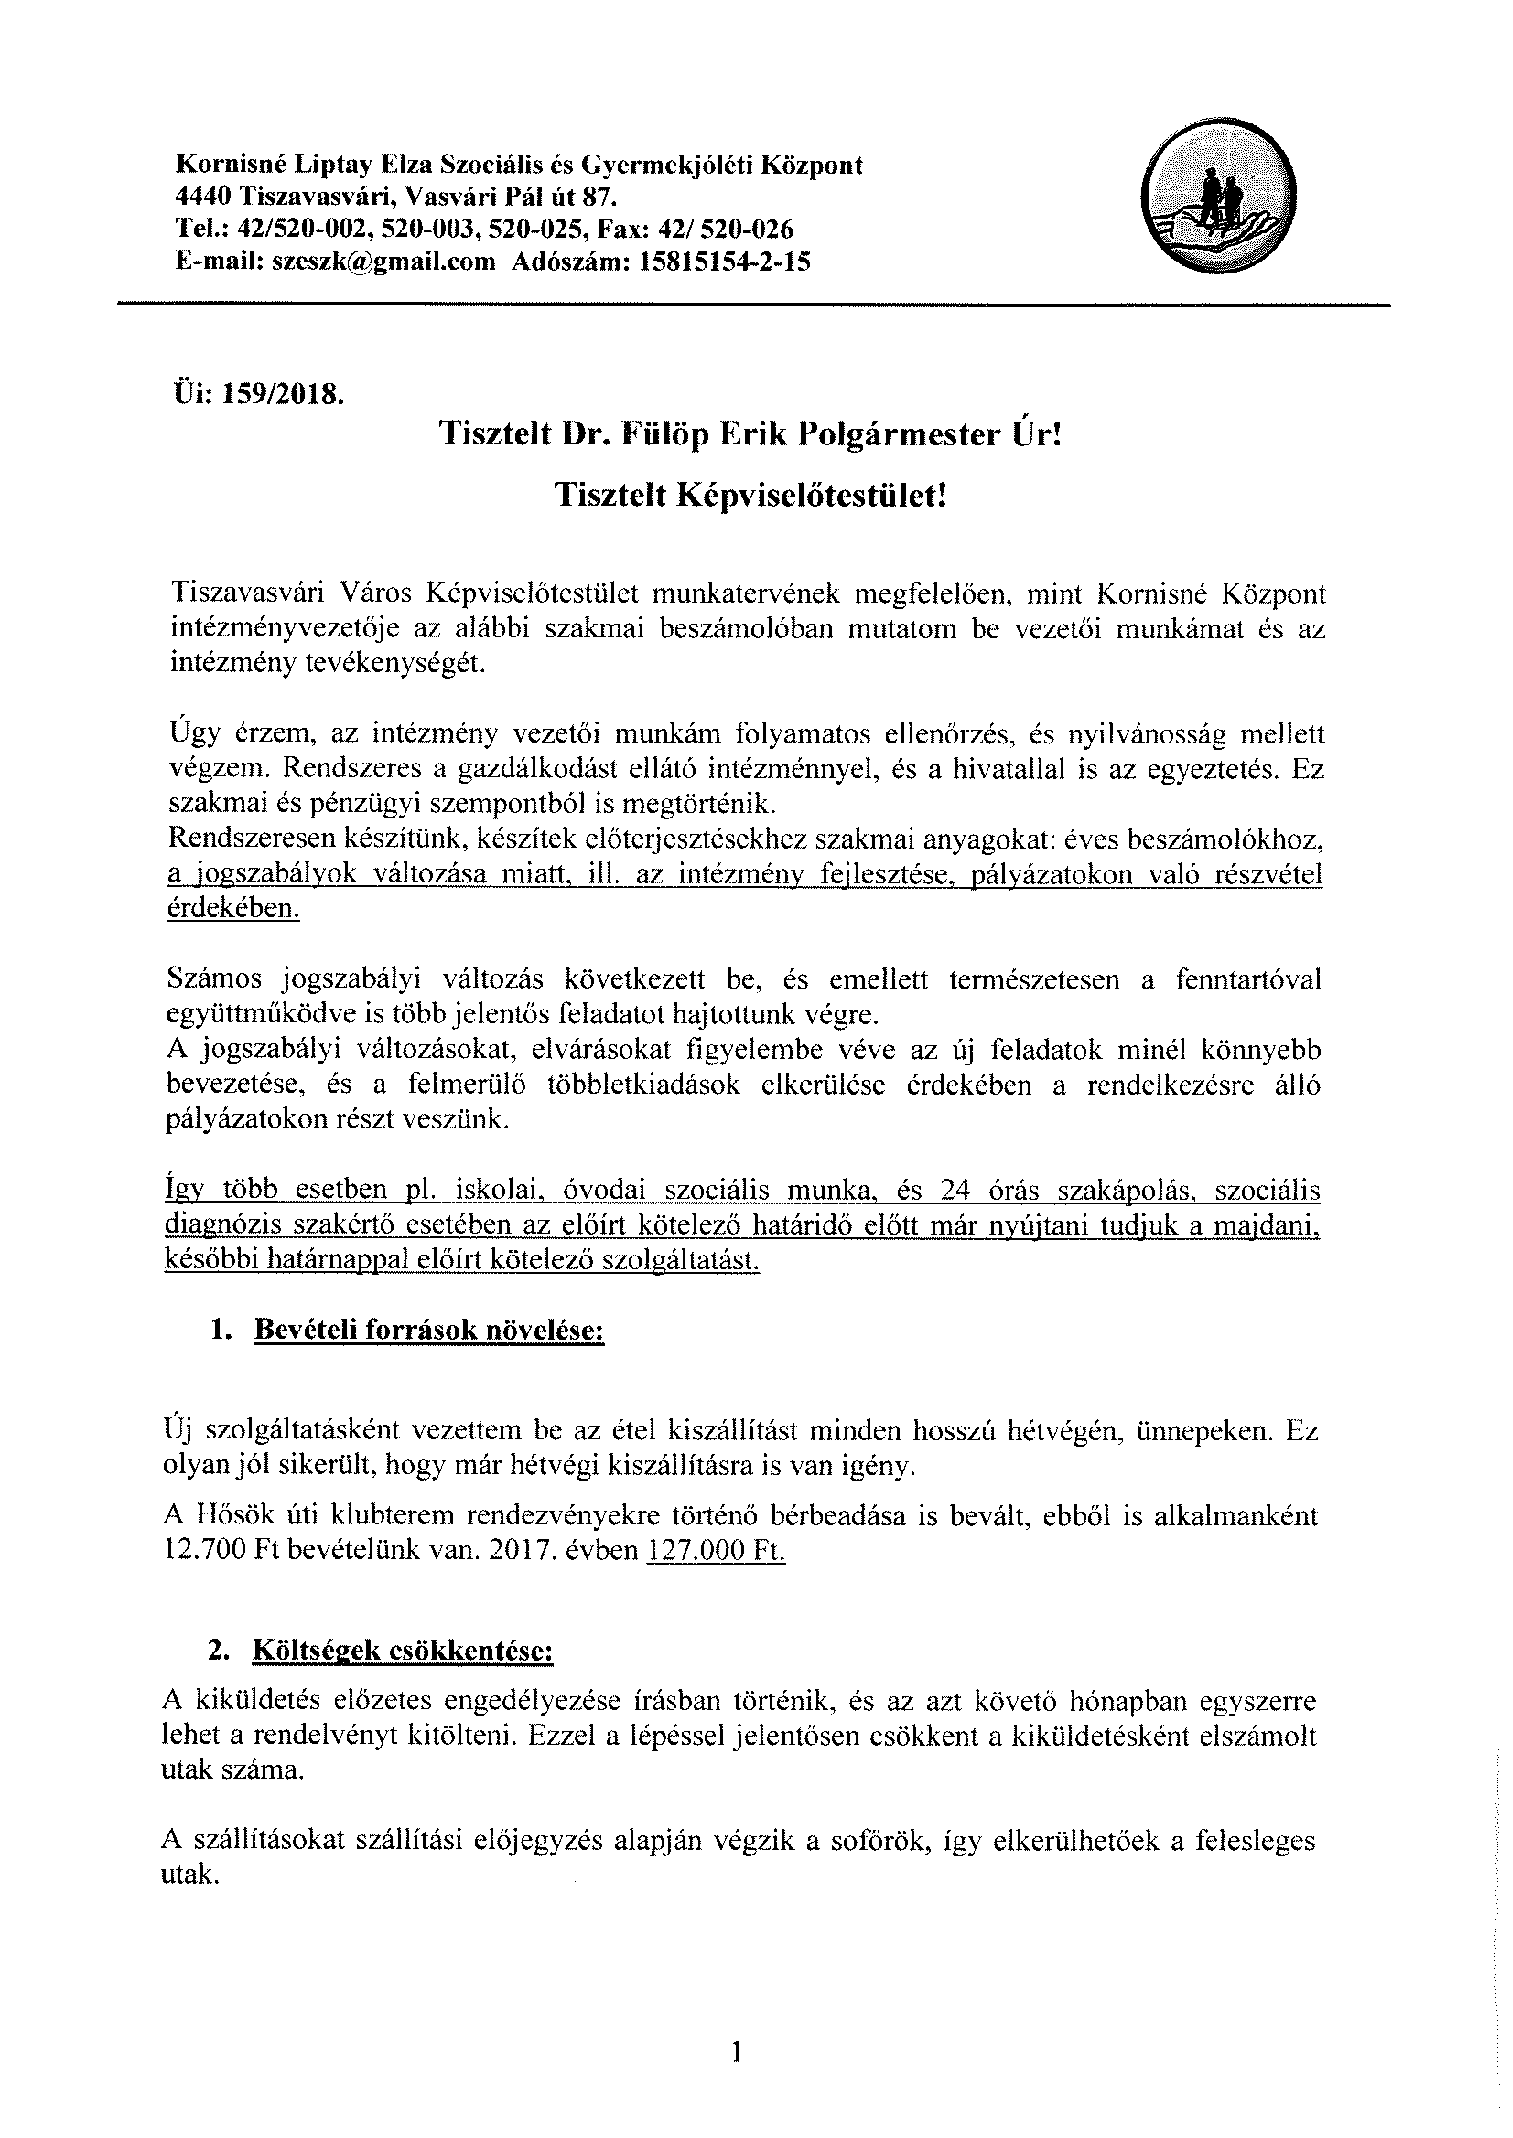 Kornisné Liptay Elza Szociális és Gyermekjóléti Központ
4440 Tiszavasvári, Vasvári Pál út 87.
Tel.: 42/520-002, 520-003, 520-025, Fax: 42/ 520-026
E-mail: szeszk@gmail.com Adószám: 15815154-2-15
Üi: 159/2018.
Tisztelt Dr. Fülöp Erik Polgármester Úr!
Tisztelt Képviselőtestület!
Tiszavasvári Város Képviselőtestület munkatervének megfelelően, mint Kornisné Központ
intézményvezetője az alábbi szakmai beszámolóban mutatom be vezetői munkámat és az
intézmény tevékenységét.
Úgy érzem, az intézmény vezetői munkám folyamatos ellenőrzés, és nyilvánosság mellett
végzem. Rendszeres a gazdálkodást ellátó intézménnyel, és a hivatallal is az egyeztetés. Ez
szakmai és pénzügyi szempontból is megtörténik.
Rendszeresen készítünk, készítek előterjesztésekhez szakmai anyagokat: éves beszámolókhoz,
a jogszabályok változása miatt, ill. az intézmény fejlesztése, pályázatokon való részvétel
érdekében.
Számos jogszabályi változás következett be, és emellett természetesen a fenntartóval
együttműködve is több jelentős feladatot hajtottunk végre.
A jogszabályi változásokat, elvárásokat figyelembe véve az új feladatok minél könnyebb
bevezetése, és a felmerülő többletkiadások elkerülése érdekében a rendelkezésre álló
pályázatokon részt veszünk.
Így több esetben pl. iskolai, óvodai szociális munka, és 24 órás szakápolás, szociális
diagnózis szakértő esetében az előírt kötelező határidő előtt már nyújtani tudjuk a majdani,
későbbi határnappal előírt kötelező szolgáltatást.
1. Bevételi források növelése:
Új szolgáltatásként vezettem be az étel kiszállítást minden hosszú hétvégén, ünnepeken. Ez
olyan jól sikerült, hogy már hétvégi kiszállításra is van igény.
A Hősök úti klubterem rendezvényekre történő bérbeadása is bevált, ebből is alkalmanként
12.700 Ft bevételünk van. 2017. évben 127.000 Ft.
2. Költségek csökkentése:
A kiküldetés előzetes engedélyezése írásban történik, és az azt követő hónapban egyszerre
lehet a rendelvényt kitölteni. Ezzel a lépéssel jelentősen csökkent a kiküldetésként elszámolt
utak száma.
A szállításokat szállítási előjegyzés alapján végzik a sofőrök, így elkerülhetőek a felesleges
utak.
1